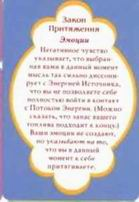 Закон
Притяжения
Эмоции
Негативное чувство
указывает, что выбран-
ная вами в данный момент
мысль так сильно диссони-
рует с Энергией Источника,
что вы не позволяете себе
полностью войти в контакт
с Потоком Энергии. (Можно
сказать, что запас вашего
топлива подходит к концу.)
Ваши эмоции не создают,
но указывают на то,
что вы в данный
момент к себе
притягиваете.